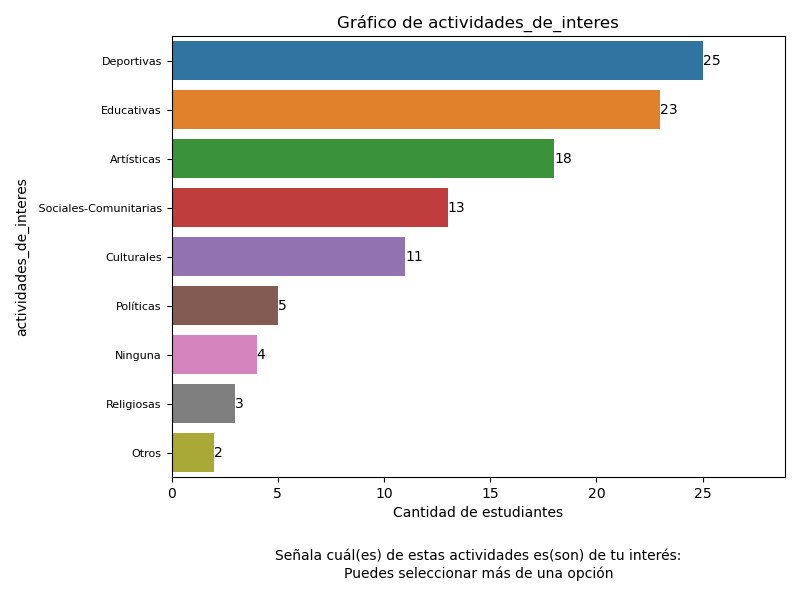 Gráfico de actividades_de_interes
actividades_de_interes
Deportivas 25
Educativas 23
Artísticas 18
Sociales-Comunitarias 13
Culturales 11
Políticas 5
Ninguna 4
Religiosas 3
Otros 2
0 5 10 15 20 25
Cantidad de estudiantes
Señala cuál(es) de estas actividades es(son) de tu interés:
Puedes seleccionar más de una opción